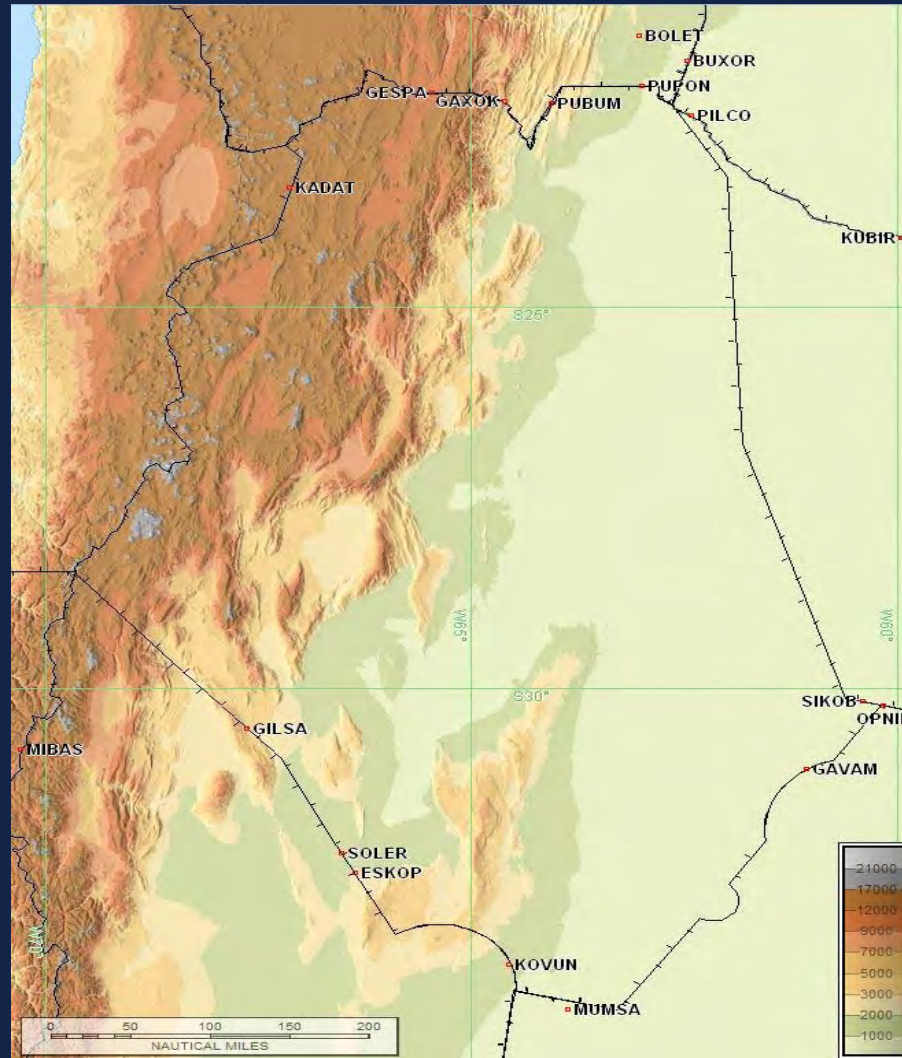 BOLET
BUXOR
GESPA
GAXOK
PUBUM
PUPON
PILCO
KADAT
KUBIR
S25°
W65°
W60°
S30°
SIKOB
GILSA
MIBAS
GAVAM
SOLER
ESKOP
21000
17000
12000
9000
7000
5000
3000
2000
1000
W70°
KOVUN
MUMSA
0 50 100 150 200
NAUTICAL MILES